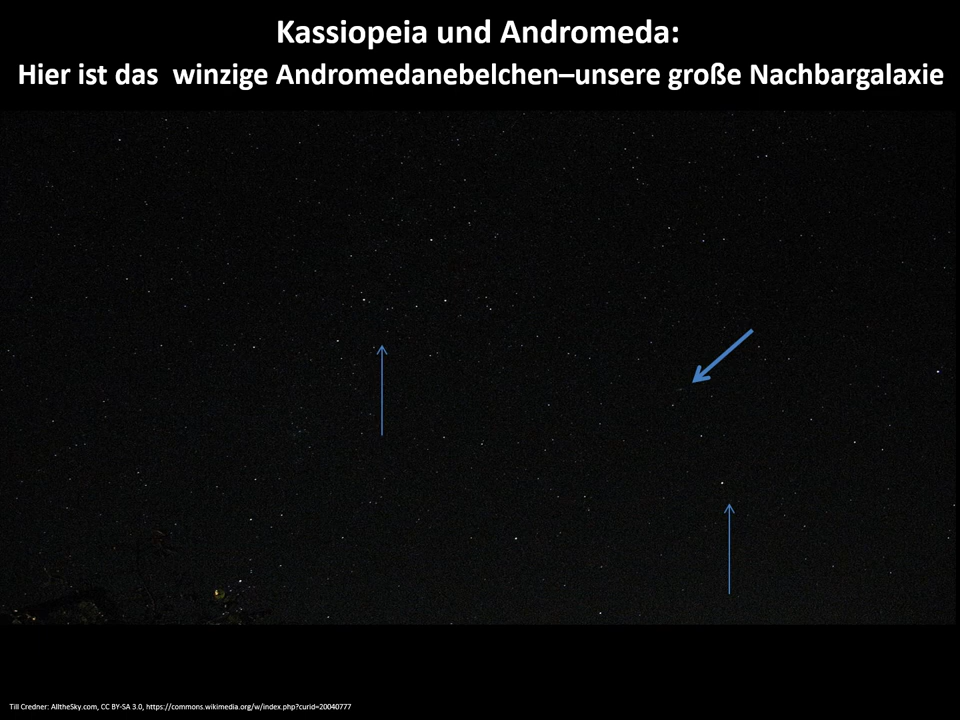 Kassiopeia und Andromeda:
Hier ist das  winzige Andromedanebelchen–unsere große Nachbargalaxie
Till Credner: AlltheSky.com, CC BY-SA 3.0, https://commons.wikimedia.org/w/index.php?curid=20040777